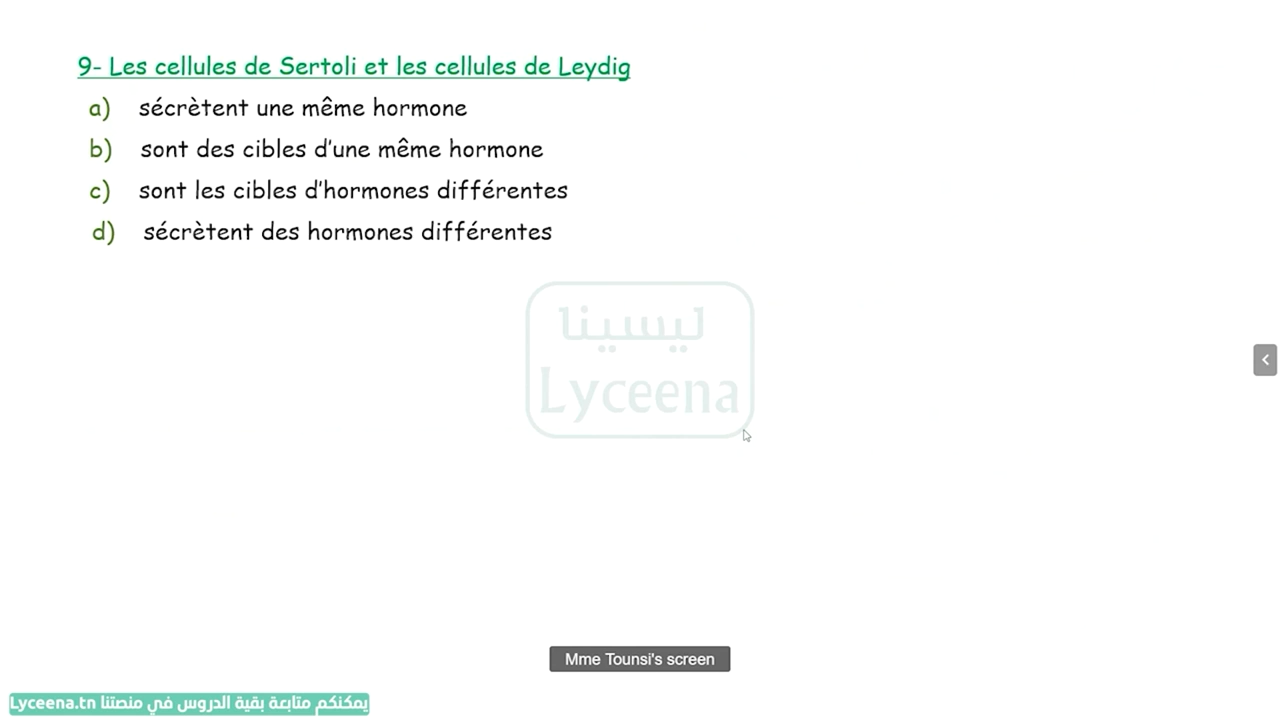 9- Les cellules de Sertoli et les cellules de Leydig
a) sécrètent une même hormone
b) sont des cibles d'une même hormone
c) sont les cibles d'hormones différentes
d) sécrètent des hormones différentes
ليسينا
Lyceena
Mme Tounsi's screen
يمكنكم متابعة بقية الدروس في منصتنا Lyceena.tn